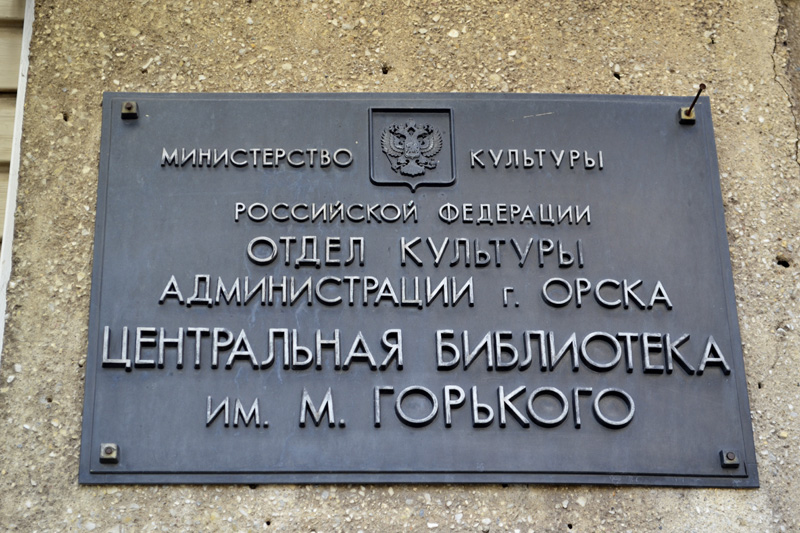 МИНИСТЕРСТВО КУЛЬТУРЫ
РОССИЙСКОЙ ФЕДЕРАЦИИ
ОТДЕЛ КУЛЬТУРЫ
АДМИНИСТРАЦИИ г. ОРСКА
ЦЕНТРАЛЬНАЯ БИБЛИОТЕКА
ИМ. М. ГОРЬКОГО